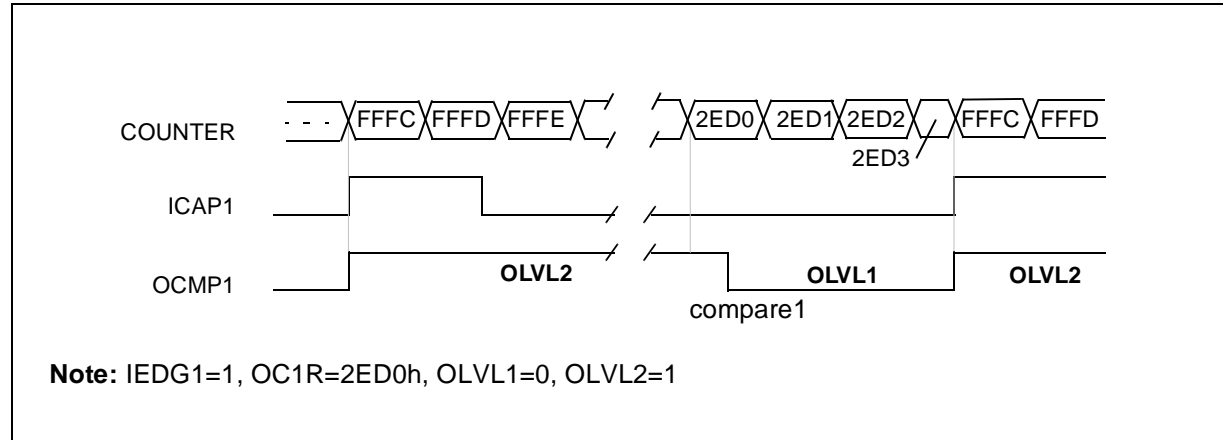 COUNTER
- - -
FFFC
FFFD
FFFE
2ED0
2ED1
2ED2
2ED3
FFFC
FFFD
ICAP1
OCMP1
OLVL2
compare1
OLVL1
OLVL2
Note: IEDG1=1, OC1R=2ED0h, OLVL1=0, OLVL2=1